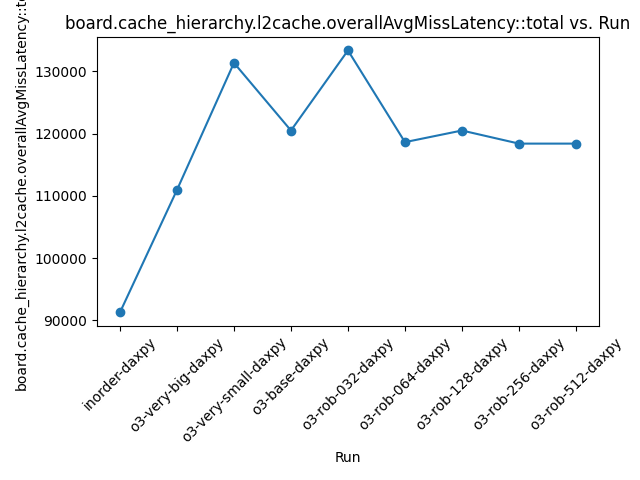 board.cache_hierarchy.l2cache.overallAvgMissLatency::total vs. Run
board.cache_hierarchy.l2cache.overallAvgMissLatency::to
130000
120000
110000
100000
90000
inorder-daxpy
o3-very-big-daxpy
o3-very-small-daxpy
o3-base-daxpy
o3-rob-032-daxpy
o3-rob-064-daxpy
o3-rob-128-daxpy
o3-rob-256-daxpy
o3-rob-512-daxpy
Run